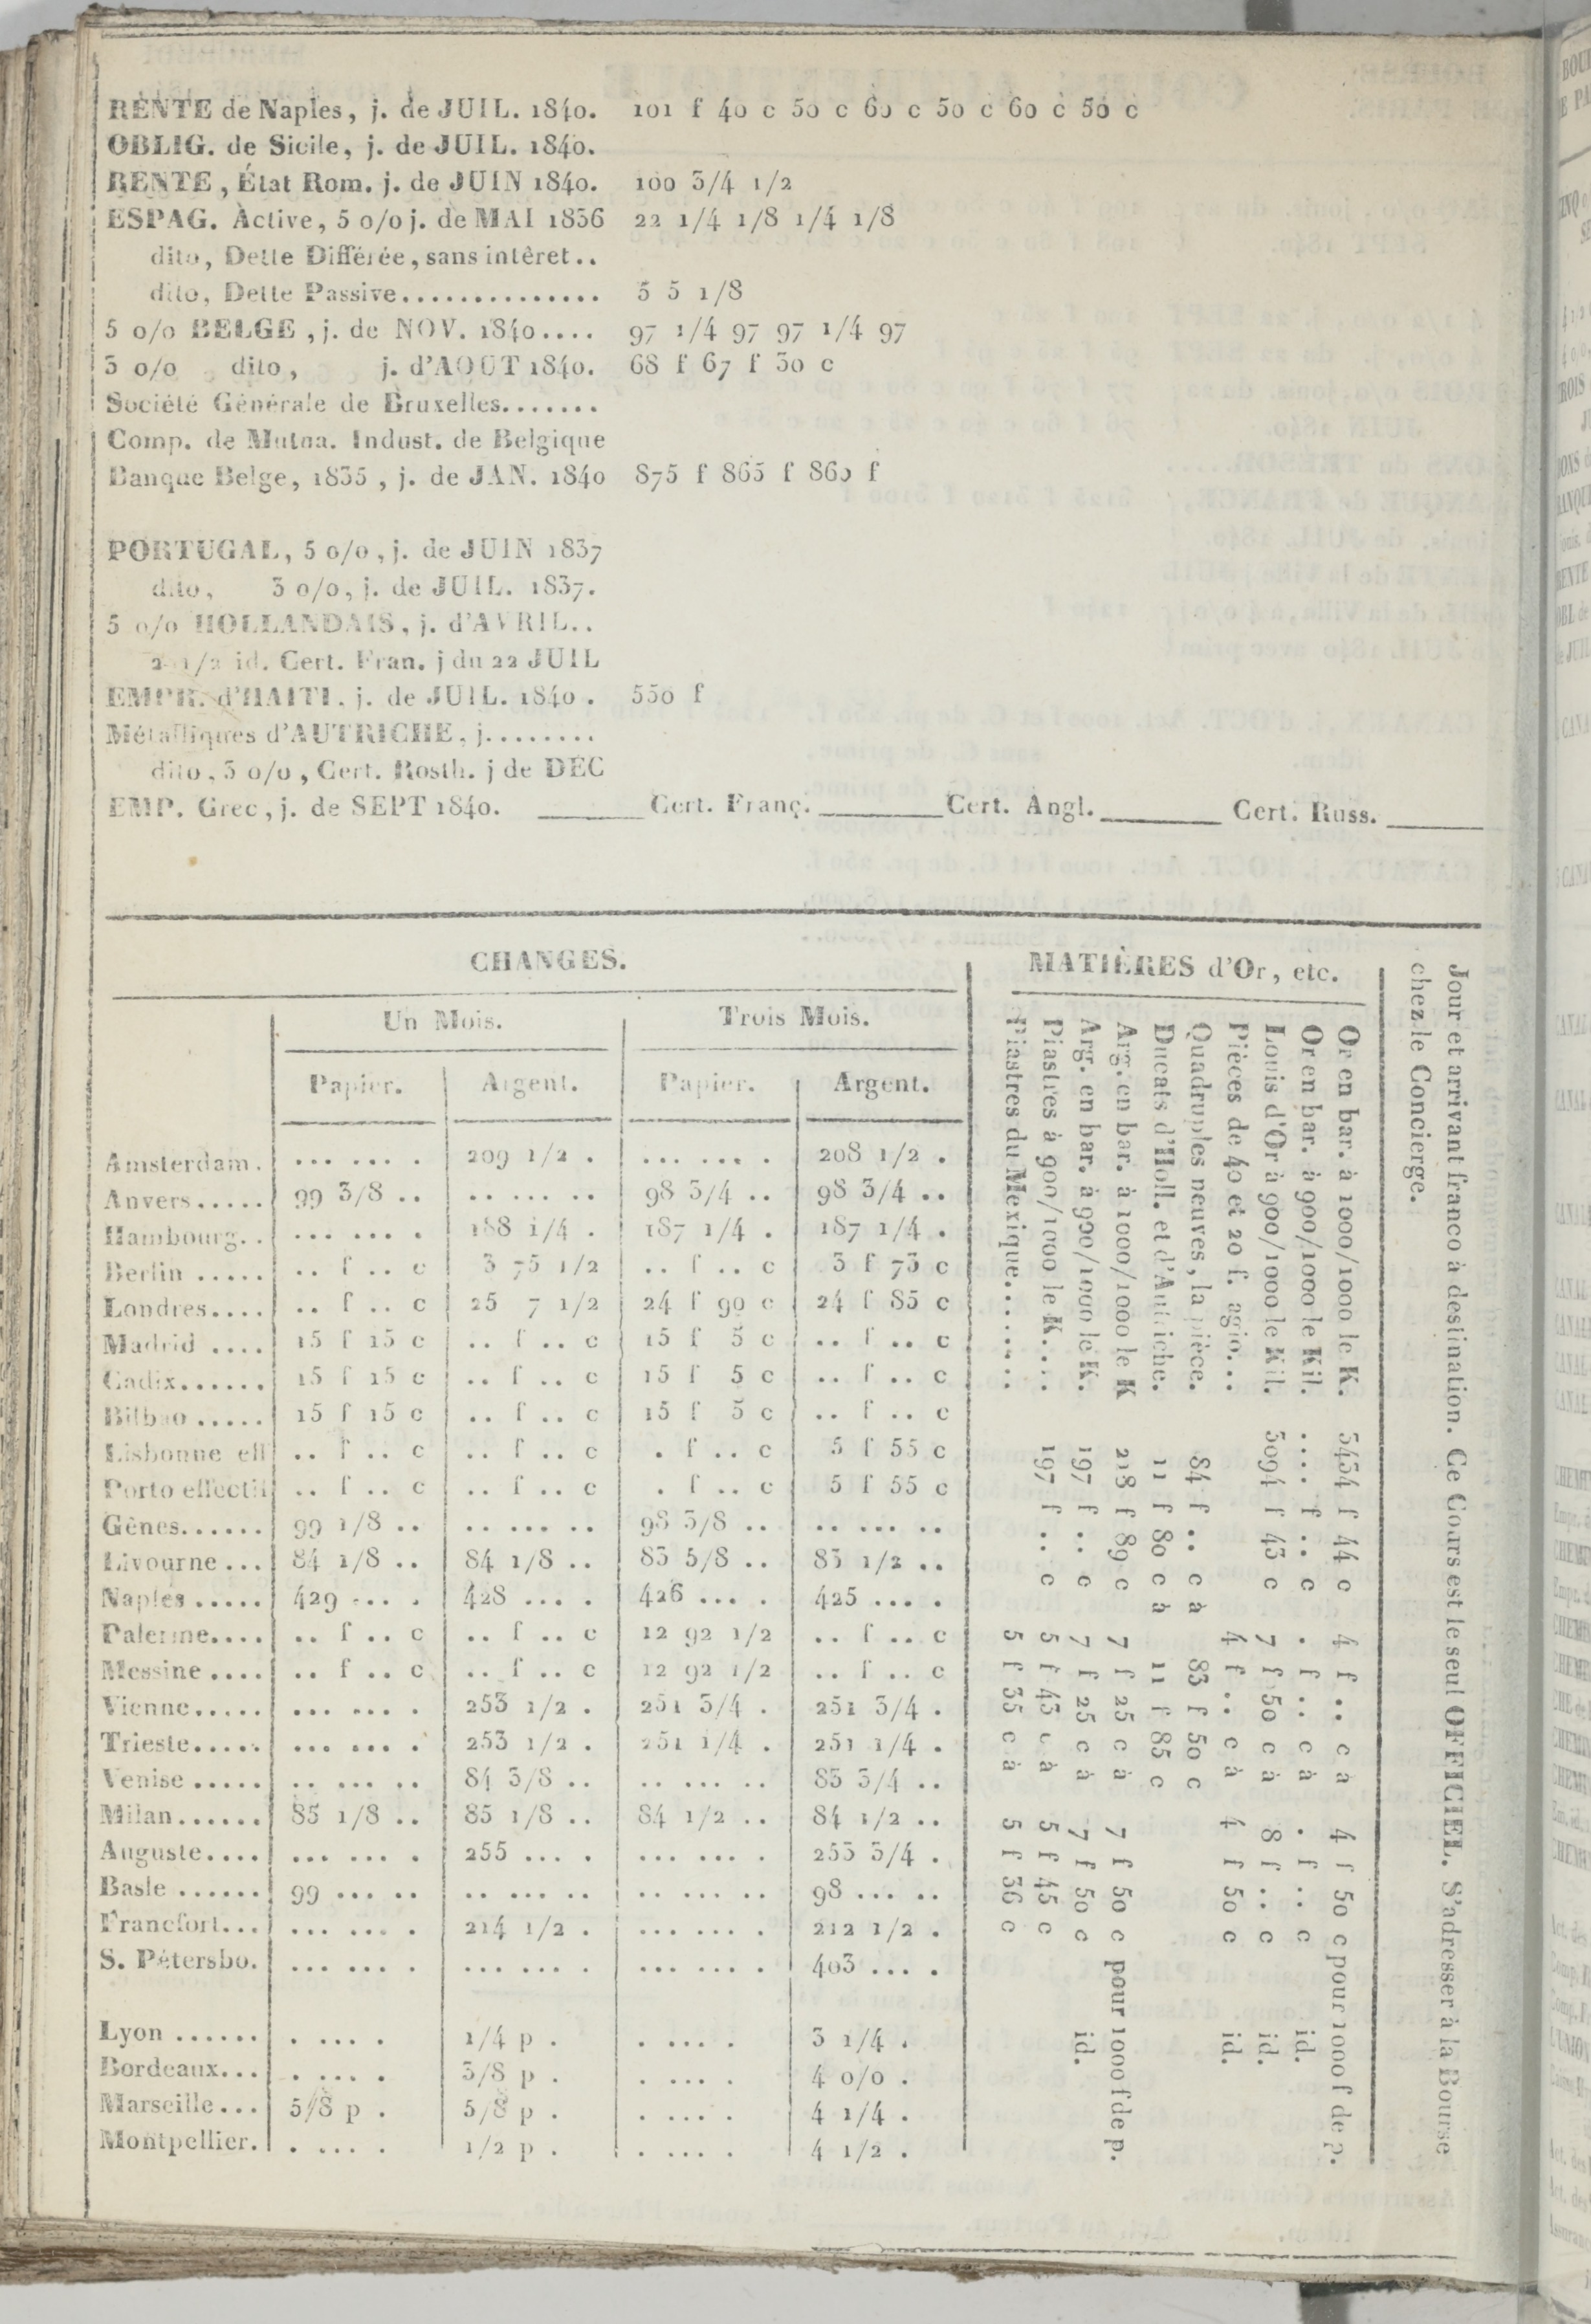 RENTE de Naples, j. de JUIL. 1840. 101 f 40 c 50 c 60 c 50 c 60 c 50 c
OBLIG. de Sicile, j. de JUIL. 1840.
RENTE, État Rom. j. de JUIN 1840. 100 3/4 1/2
ESPAG. Active, 5 o/o j. de MAI 1836 22 1/4 1/8 1/4 1/8
dito, Dette Différée, sans intéret..
dito, Dette Passive.............. 5 5 1/8
5 o/o BELGE, j. de NOV. 1840.... 97 1/4 97 97 1/4 97
3 o/o dito, j. d'AOUT 1840. 68 f 67 f 50 c
Société Générale de Bruxelles.......
Comp. de Mutua. Indust. de Belgique
Banque Belge, 1835, j. de JAN. 1840 875 f 865 f 860 f
PORTUGAL, 5 o/o, j. de JUIN 1837
dito, 3 o/o, j. de JUIL. 1837.
5 o/o HOLLANDAIS, j. d'AVRIL..
2 1/2 id. Cert. Fran. j du 22 JUIL
EMPR. d'HAITI. j. de JUIL. 1840. 550 f
Métalliques d'AUTRICHE, j........
dito, 5 o/o, Cert. Rosth. j de DÉC
EMP. Grec, j. de SEPT 1840. ______ Cert. Franç. ______ Cert. Angl. ______ Cert. Russ. ______
CHANGES.
Un Mois. Trois Mois.
Papier. Argent. Papier. Argent.
Amsterdam. ... ... . 209 1/2 . ... ... . 208 1/2 .
Anvers..... 99 3/8 .. .. ... .. 98 3/4 .. 98 3/4 ..
Hambourg.. ... ... . 188 1/4 . 187 1/4 . 187 1/4 .
Berlin ..... .. f .. c 3 75 1/2 .. f .. c 3 f 73 c
Londres.... .. f .. c 25 7 1/2 24 f 90 c 24 f 85 c
Madrid .... 15 f 15 c .. f .. c 15 f 5 c .. f .. c
Cadix...... 15 f 15 c .. f .. c 15 f 5 c .. f .. c
Bilbao ..... 15 f 15 c .. f .. c 15 f 5 c .. f .. c
Lisbonne eff .. f .. c .. f .. c . f .. c 5 f 55 c
Porto effectif .. f .. c .. f .. c . f .. c 5 f 55 c
Gènes...... 99 1/8 .. .. ... .. 98 3/8 .. .. ... ..
Livourne ... 84 1/8 .. 84 1/8 .. 83 5/8 .. 83 1/2 ..
Naples ..... 429 ... . 428 ... . 426 ... . 425 ... .
Palerme.... .. f .. c .. f .. c 12 92 1/2 .. f .. c
Messine .... .. f .. c .. f .. c 12 92 1/2 .. f .. c
Vienne..... ... ... . 253 1/2 . 251 3/4 . 251 3/4 .
Trieste..... ... ... . 253 1/2 . 251 1/4 . 251 1/4 .
Venise ..... .. ... .. 84 3/8 .. .. ... .. 83 3/4 ..
Milan...... 85 1/8 .. 85 1/8 .. 84 1/2 .. 84 1/2 ..
Auguste.... ... ... . 255 ... . ... ... . 253 3/4 .
Basle ...... 99 ... .. .. ... .. .. ... .. 98 ... ..
Francfort... ... ... . 214 1/2 . ... ... . 212 1/2 .
S. Pétersbo. ... ... . ... ... . ... ... . 403 ... .
Lyon ...... . ... . 1/4 p . . ... . 3 1/4 .
Bordeaux... . ... . 3/8 p . . ... . 4 o/o .
Marseille ... 5/8 p . 5/8 p . . ... . 4 1/4 .
Montpellier. . ... . 1/2 p . . ... . 4 1/2 .
MATIÈRES d'Or, etc.
Or en bar. à 1000/1000 le K. 3434 f 44 c 4 f .. c à 4 f 50 c pour 1000 f de p.
Or en bar. à 900/1000 le Kil. .... f .. c . f .. c à . f .. c id.
Louis d'Or à 900/1000 le Kil. 3094 f 43 c 7 f 50 c à 8 f .. c id.
Pièces de 40 et 20 f. agio... 4 f .. c à 4 f 50 c id.
Quadruples neuves, la pièce. 84 f .. c à 83 f 50 c
Ducats d'Holl. et d'Autriche. 11 f 80 c à 11 f 85 c
Arg. en bar. à 1000/1000 le K 218 f 89 c 7 f 25 c à 7 f 50 c pour 1000 f de p.
Arg. en bar. à 900/1000 le K. 197 f .. c 7 f 25 c à 7 f 50 c id.
Piastres à 900/1000 le K.... 197 f .. c 5 f 43 c à 5 f 45 c
Piastres du Mexique........ 5 f 35 c à 5 f 36 c
Jour et arrivant franco à destination. Ce Cours est le seul OFFICIEL. S'adresser à la Bourse
chez le Concierge.